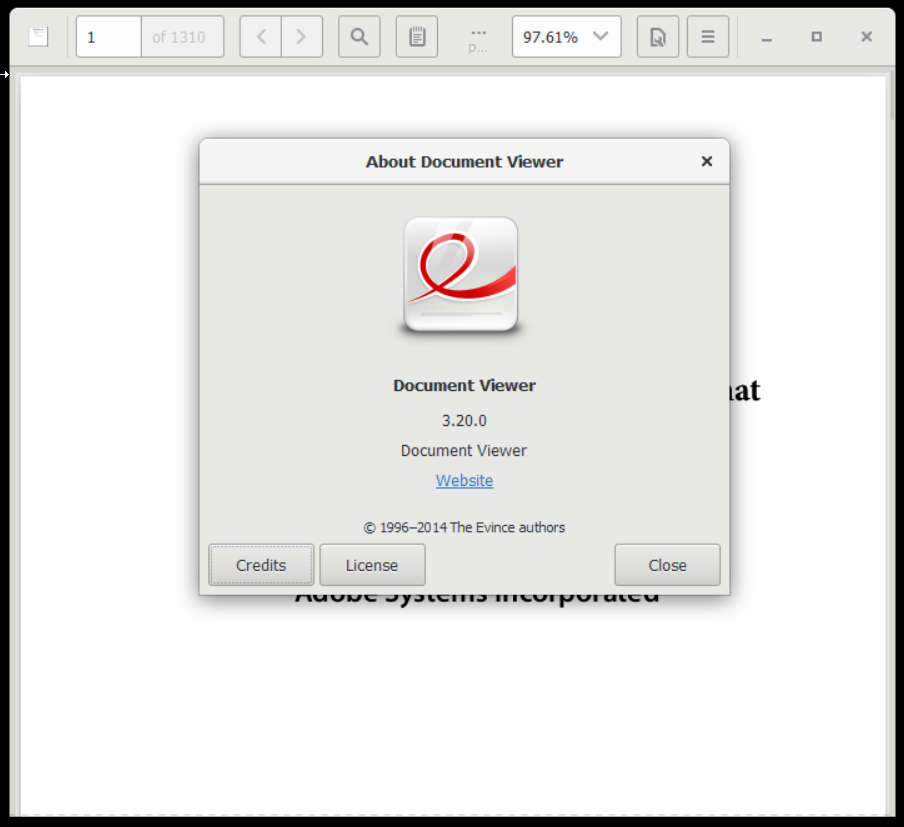 1 of 1310
p...
97.61%
About Document Viewer
Document Viewer
3.20.0
Document Viewer
Website
© 1996–2014 The Evince authors
Credits
License
Close
Adobe Systems Incorporated